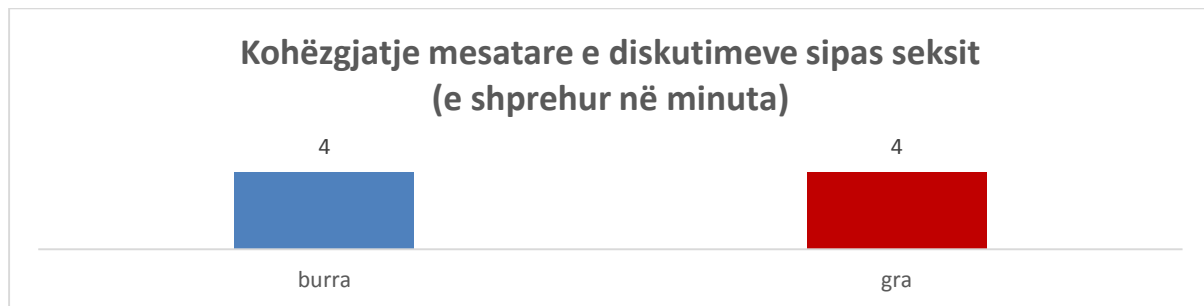 Kohëzgjatje mesatare e diskutimeve sipas seksit
(e shprehur në minuta)
4 4
burra gra